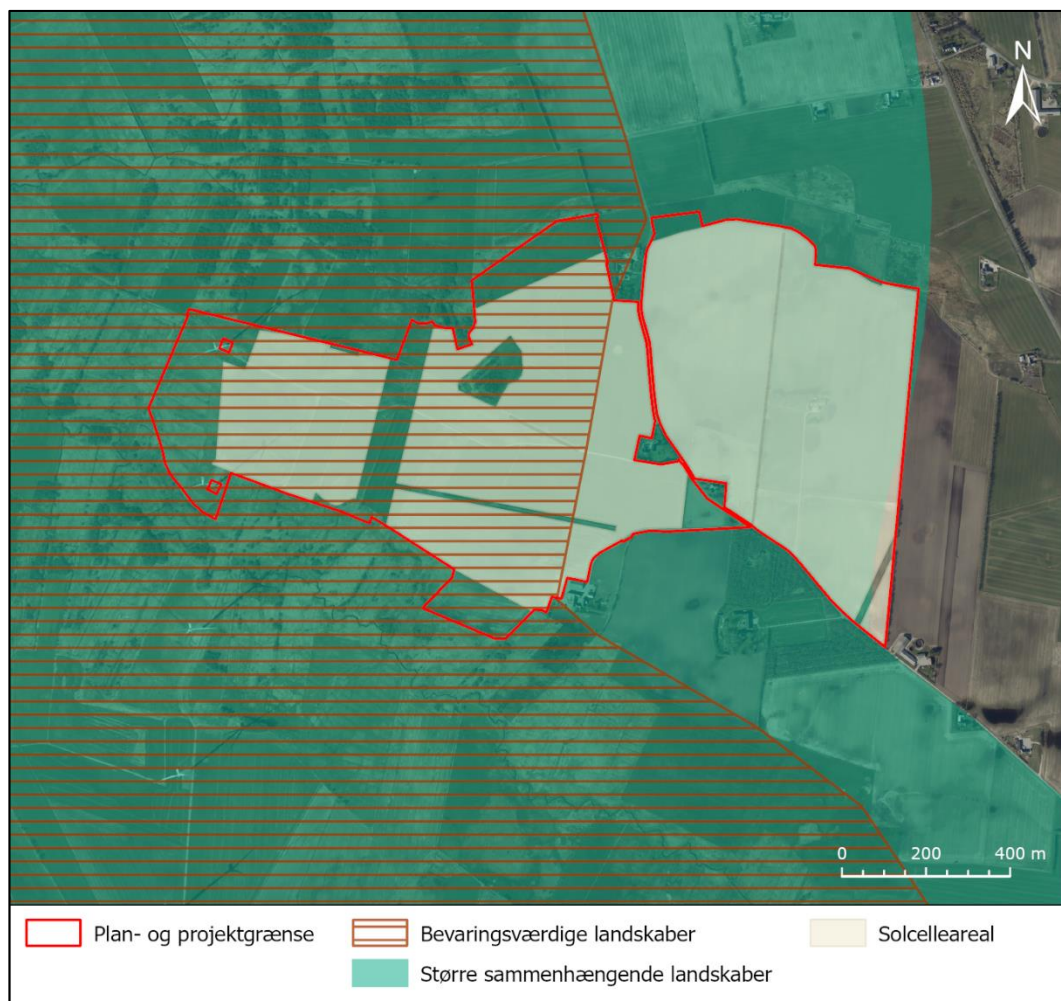 N
0 200 400 m
Plan- og projektgrænse
Bevaringsværdige landskaber
Solcelleareal
Større sammenhængende landskaber